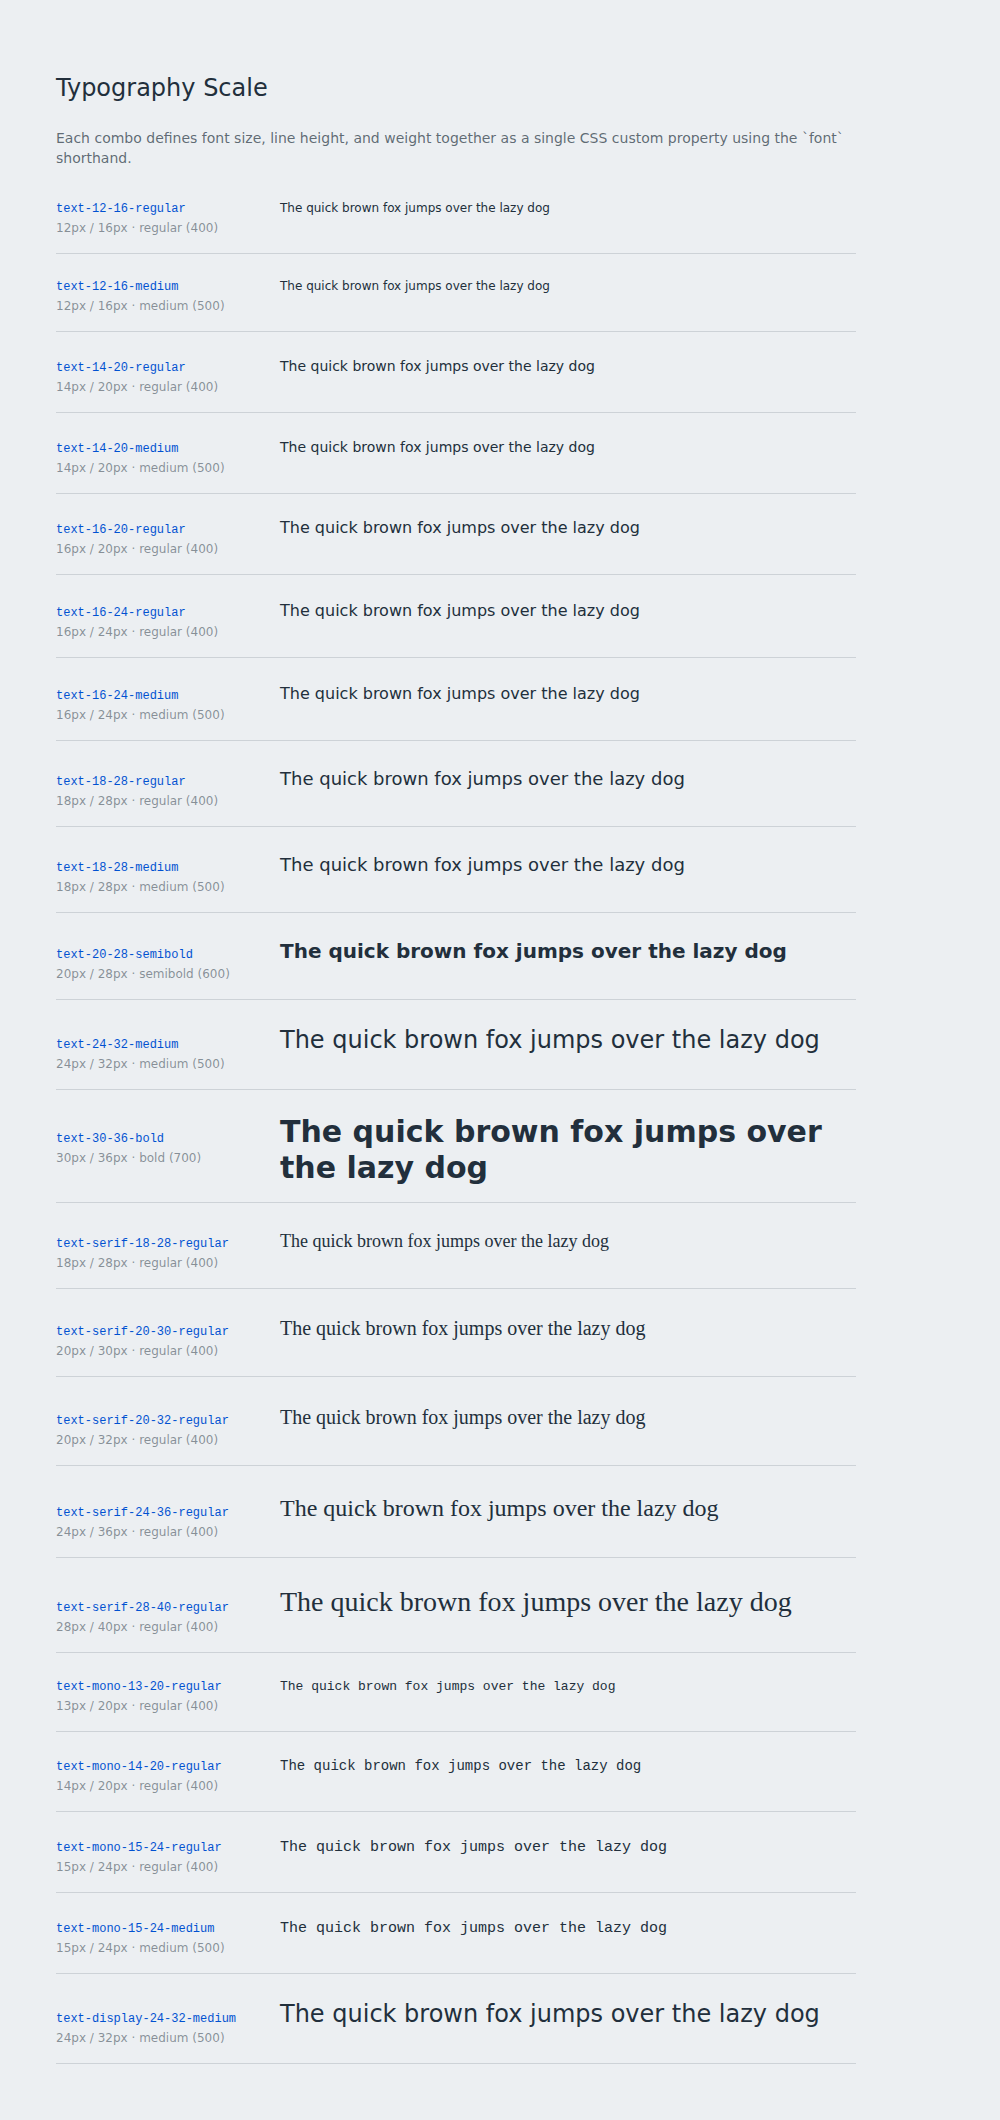 Typography Scale
Each combo defines font size, line height, and weight together as a single CSS custom property using the `font`
shorthand.
text-12-16-regular
The quick brown fox jumps over the lazy dog
12px / 16px · regular (400)
text-12-16-medium
The quick brown fox jumps over the lazy dog
12px / 16px · medium (500)
text-14-20-regular
The quick brown fox jumps over the lazy dog
14px / 20px · regular (400)
text-14-20-medium
The quick brown fox jumps over the lazy dog
14px / 20px · medium (500)
text-16-20-regular
The quick brown fox jumps over the lazy dog
16px / 20px · regular (400)
text-16-24-regular
The quick brown fox jumps over the lazy dog
16px / 24px · regular (400)
text-16-24-medium
The quick brown fox jumps over the lazy dog
16px / 24px · medium (500)
text-18-28-regular
The quick brown fox jumps over the lazy dog
18px / 28px · regular (400)
text-18-28-medium
The quick brown fox jumps over the lazy dog
18px / 28px · medium (500)
text-20-28-semibold
The quick brown fox jumps over the lazy dog
20px / 28px · semibold (600)
text-24-32-medium
The quick brown fox jumps over the lazy dog
24px / 32px · medium (500)
text-30-36-bold
30px / 36px · bold (700)
The quick brown fox jumps over
the lazy dog
text-serif-18-28-regular
The quick brown fox jumps over the lazy dog
18px / 28px · regular (400)
text-serif-20-30-regular
The quick brown fox jumps over the lazy dog
20px / 30px · regular (400)
text-serif-20-32-regular
The quick brown fox jumps over the lazy dog
20px / 32px · regular (400)
text-serif-24-36-regular
The quick brown fox jumps over the lazy dog
24px / 36px · regular (400)
text-serif-28-40-regular
The quick brown fox jumps over the lazy dog
28px / 40px · regular (400)
text-mono-13-20-regular
The quick brown fox jumps over the lazy dog
13px / 20px · regular (400)
text-mono-14-20-regular
The quick brown fox jumps over the lazy dog
14px / 20px · regular (400)
text-mono-15-24-regular
The quick brown fox jumps over the lazy dog
15px / 24px · regular (400)
text-mono-15-24-medium
The quick brown fox jumps over the lazy dog
15px / 24px · medium (500)
text-display-24-32-medium
The quick brown fox jumps over the lazy dog
24px / 32px · medium (500)